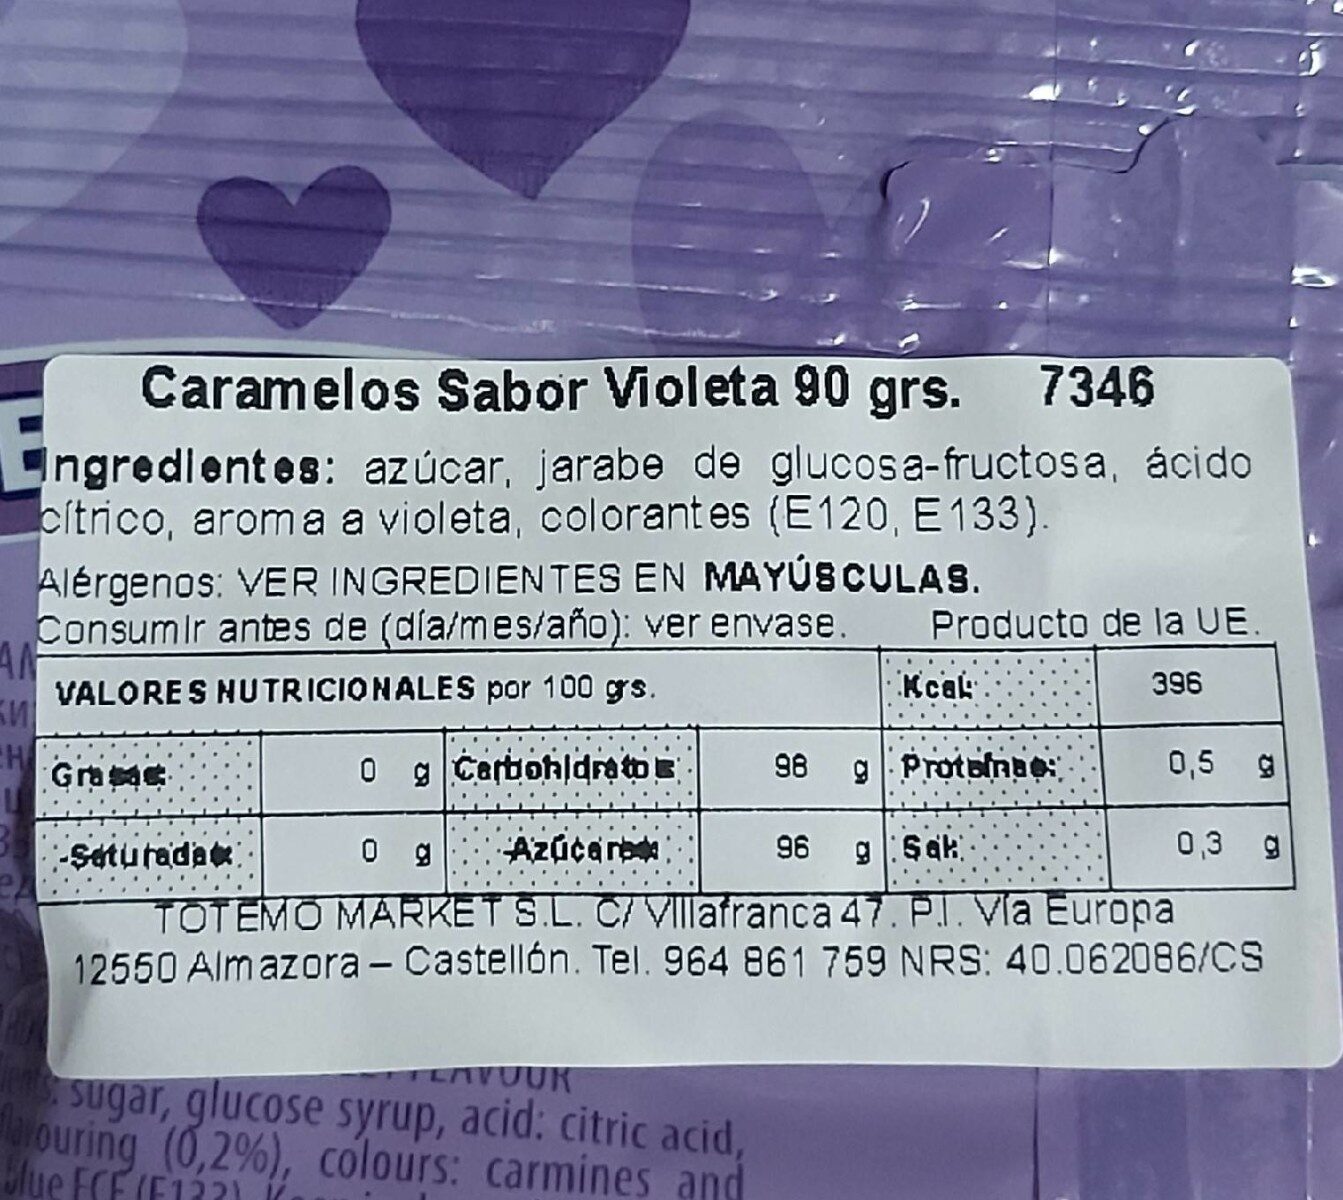 Caramelos Sabor Violeta 90 grs. 7346
Ingredientes: azúcar, jarabe de glucosa-fructosa, ácido
cítrico, aroma a violeta, colorantes (E120, E133).
Alérgenos: VER INGREDIENTES EN MAYÚSCULAS.
Consumir antes de (día/mes/año): ver envase. Producto de la UE.
VALORES NUTRICIONALES por 100 grs. Kcal: 396
Grasas: 0 g Carbohidratos: 98 g Proteínas: 0,5 g
-Saturadas: 0 g -Azúcares: 96 g Sal: 0,3 g
TOTEMO MARKET S.L. C/ Villafranca 47. P.I. Vía Europa
12550 Almazora – Castellón. Tel. 964 861 759 NRS: 40.062086/CS
FLAVOUR
sugar, glucose syrup, acid: citric acid,
flavouring (0,2%), colours: carmines and
blue FCF (E133)